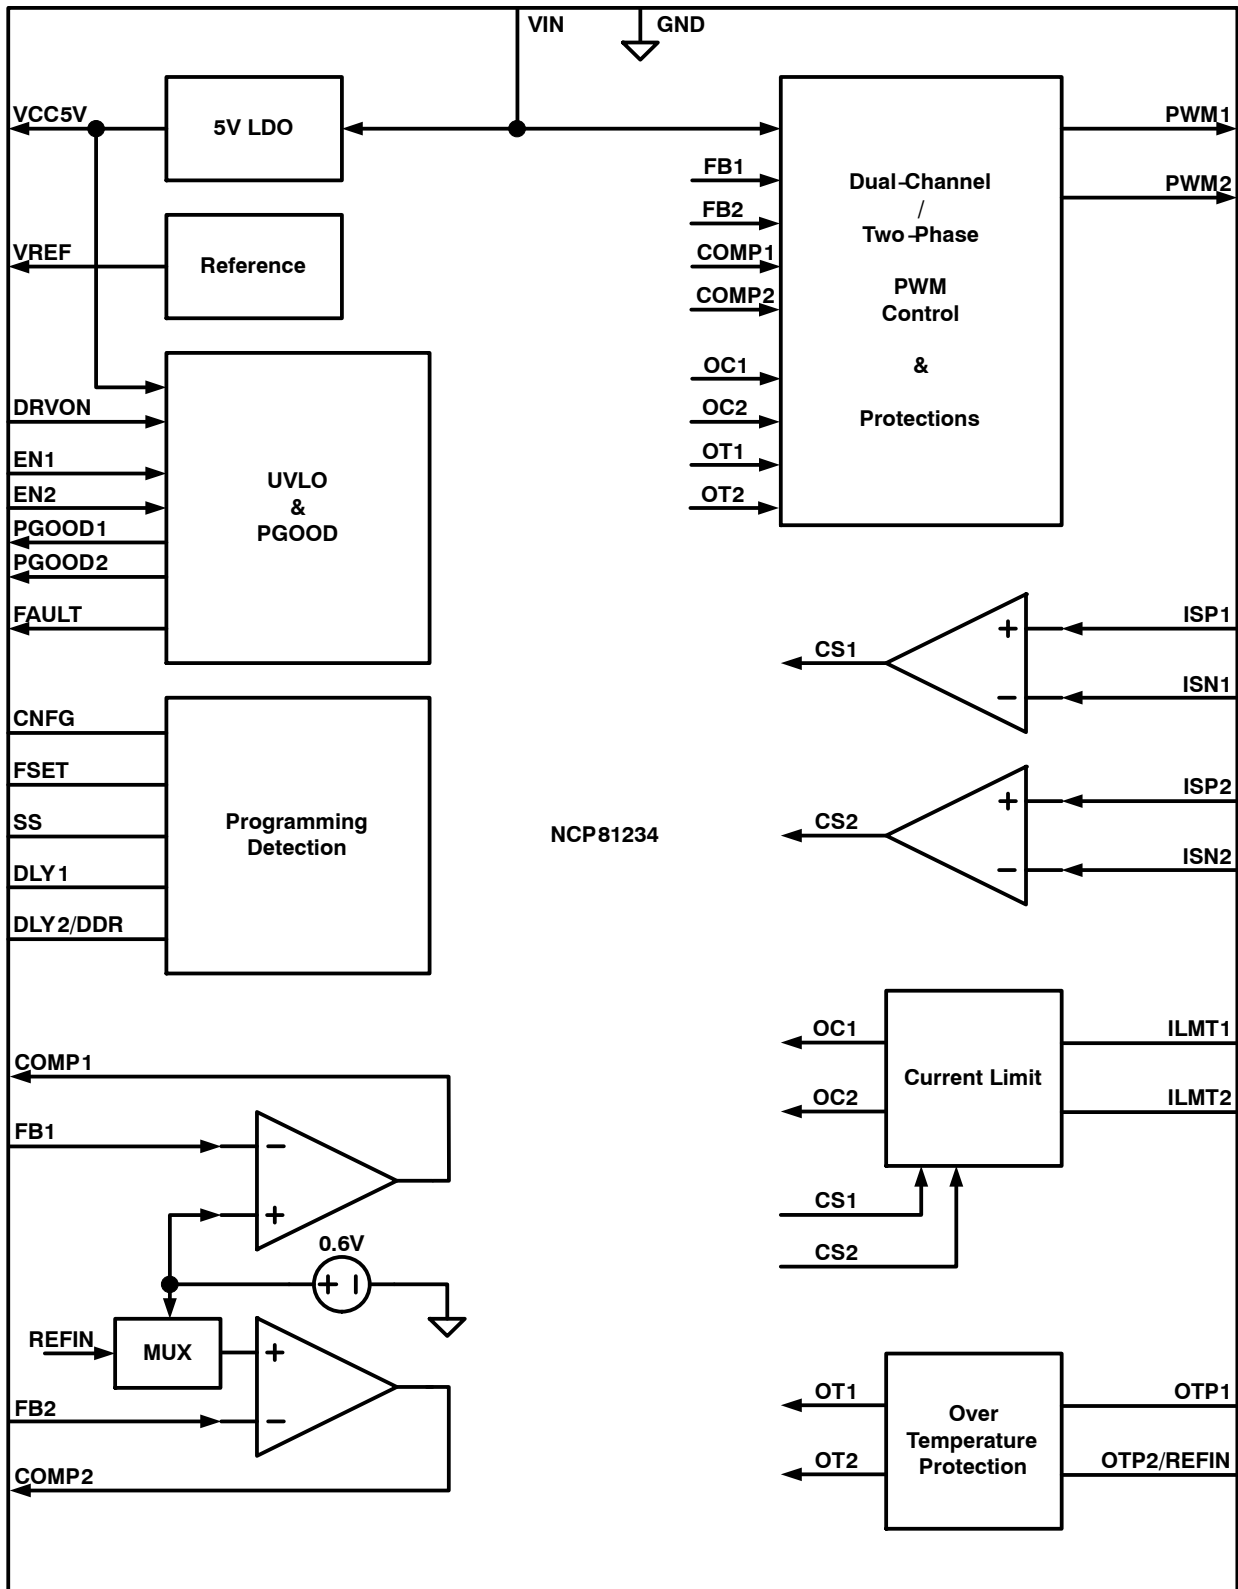 VIN
GND
VCC5V
5V LDO
VREF
Reference
DRVON
EN1
EN2
PGOOD1
PGOOD2
FAULT
UVLO
&
PGOOD
CNFG
FSET
SS
DLY1
DLY2/DDR
Programming
Detection
COMP1
FB1
−
+
0.6V
+ −
REFIN
MUX
+
−
FB2
COMP2
NCP81234
FB1
FB2
COMP1
COMP2
OC1
OC2
OT1
OT2
Dual-Channel
/
Two-Phase
PWM
Control
&
Protections
PWM1
PWM2
CS1
+
−
ISP1
ISN1
CS2
+
−
ISP2
ISN2
OC1
OC2
Current Limit
ILMT1
ILMT2
CS1
CS2
OT1
OT2
Over
Temperature
Protection
OTP1
OTP2/REFIN